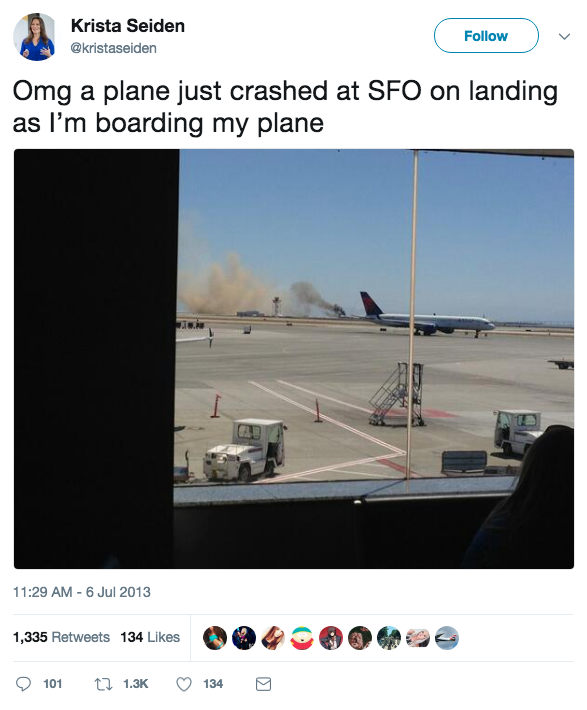 Krista Seiden
@kristaseiden
Follow
Omg a plane just crashed at SFO on landing
as I’m boarding my plane
11:29 AM - 6 Jul 2013
1,335 Retweets 134 Likes
101 1.3K 134